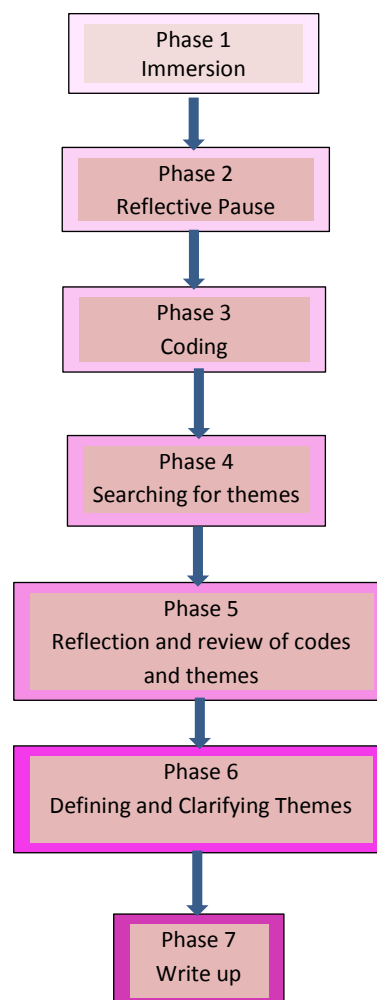 Phase 1
Immersion
Phase 2
Reflective Pause
Phase 3
Coding
Phase 4
Searching for themes
Phase 5
Reflection and review of codes
and themes
Phase 6
Defining and Clarifying Themes
Phase 7
Write up